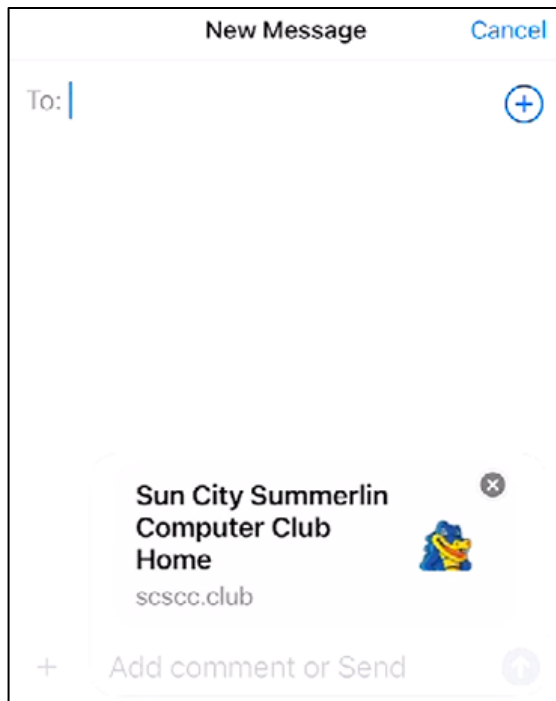 New Message
Cancel
To:
Sun City Summerlin
Computer Club
Home
scscc.club
Add comment or Send